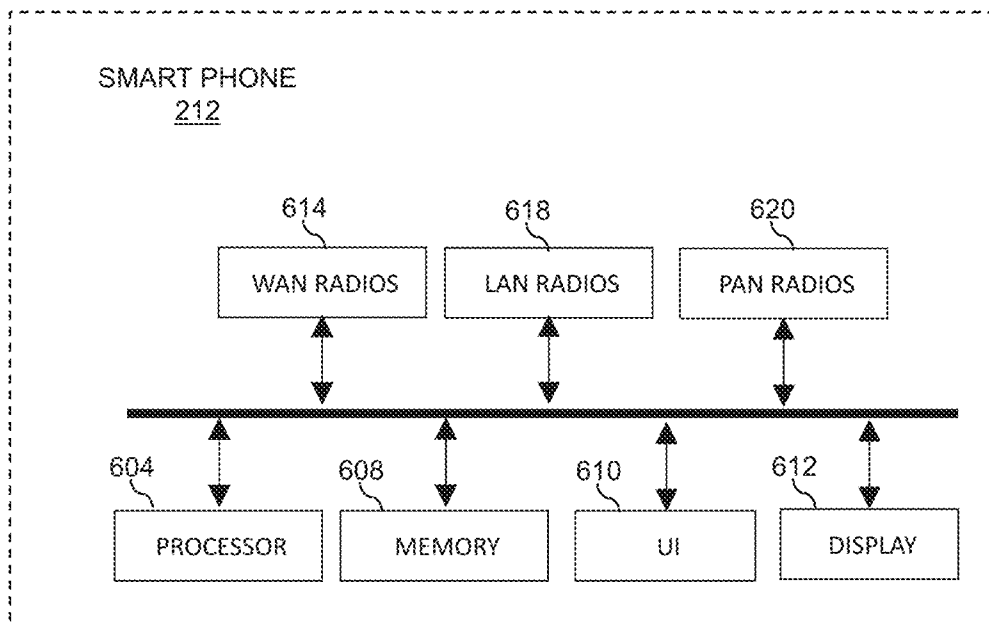 SMART PHONE
212
614 618 620
WAN RADIOS LAN RADIOS PAN RADIOS
604 608 610 612
PROCESSOR MEMORY UI DISPLAY